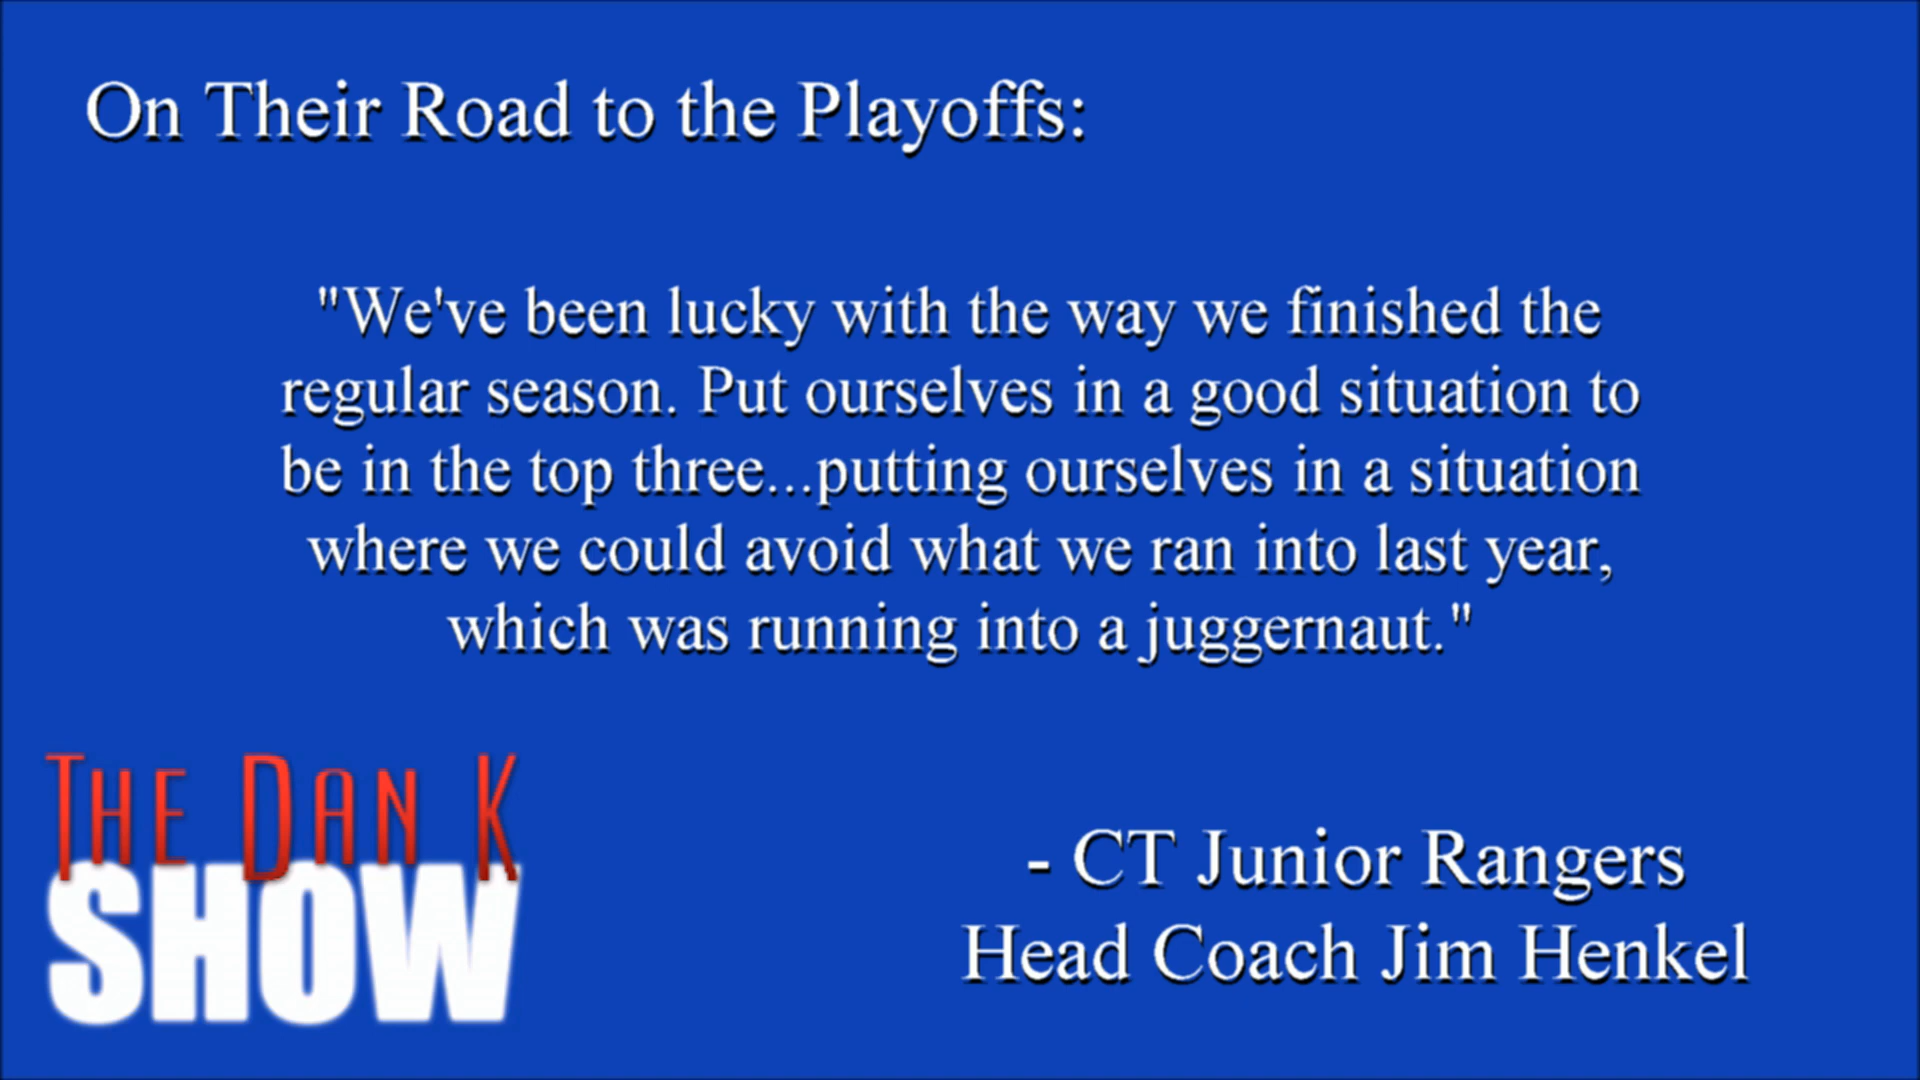 On Their Road to the Playoffs:
"We've been lucky with the way we finished the
regular season. Put ourselves in a good situation to
be in the top three...putting ourselves in a situation
where we could avoid what we ran into last year,
which was running into a juggernaut."
THE DAN K
SHOW
- CT Junior Rangers
Head Coach Jim Henkel